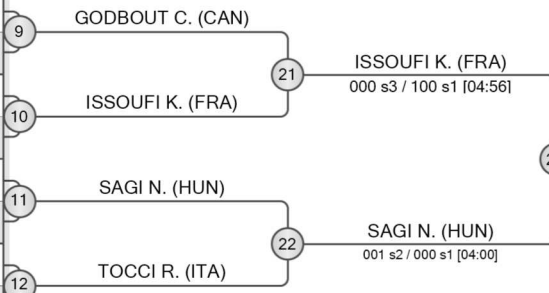 GODBOUT C. (CAN)
9
21
ISSOUFI K. (FRA)
000 s3 / 100 s1 [04:56]
ISSOUFI K. (FRA)
10
SAGI N. (HUN)
11
22
SAGI N. (HUN)
001 s2 / 000 s1 [04:00]
TOCCI R. (ITA)
12